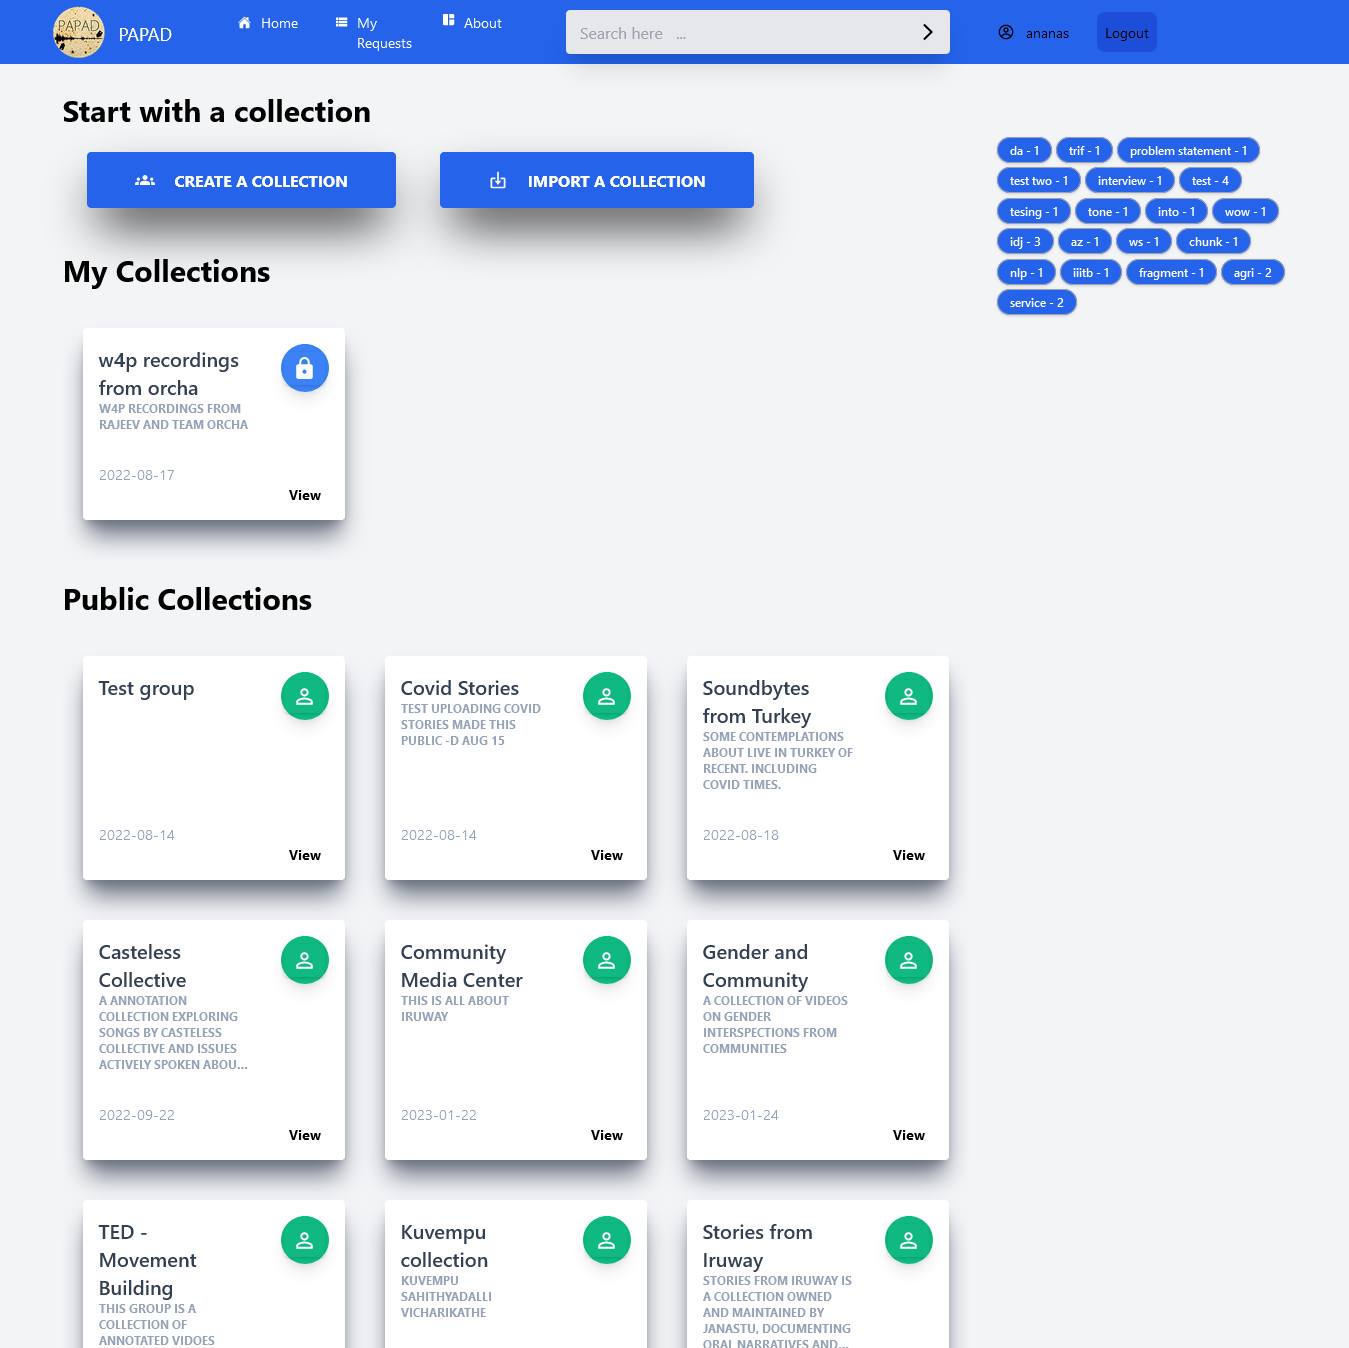 PAPAD
PAPAD
Home
My
Requests
About
Search here ...
ananas
Logout
Start with a collection
CREATE A COLLECTION
IMPORT A COLLECTION
da - 1
trif - 1
problem statement - 1
test two - 1
interview - 1
test - 4
tesing - 1
tone - 1
into - 1
wow - 1
idj - 3
az - 1
ws - 1
chunk - 1
nlp - 1
iiitb - 1
fragment - 1
agri - 2
service - 2
My Collections
w4p recordings
from orcha
W4P RECORDINGS FROM
RAJEEV AND TEAM ORCHA
2022-08-17
View
Public Collections
Test group
2022-08-14
View
Covid Stories
TEST UPLOADING COVID
STORIES MADE THIS
PUBLIC -D AUG 15
2022-08-14
View
Soundbytes
from Turkey
SOME CONTEMPLATIONS
ABOUT LIVE IN TURKEY OF
RECENT. INCLUDING
COVID TIMES.
2022-08-18
View
Casteless
Collective
A ANNOTATION
COLLECTION EXPLORING
SONGS BY CASTELESS
COLLECTIVE AND ISSUES
ACTIVELY SPOKEN ABOU...
2022-09-22
View
Community
Media Center
THIS IS ALL ABOUT
IRUWAY
2023-01-22
View
Gender and
Community
A COLLECTION OF VIDEOS
ON GENDER
INTERSPECTIONS FROM
COMMUNITIES
2023-01-24
View
TED -
Movement
Building
THIS GROUP IS A
COLLECTION OF
ANNOTATED VIDOES
Kuvempu
collection
KUVEMPU
SAHITHYADALLI
VICHARIKATHE
Stories from
Iruway
STORIES FROM IRUWAY IS
A COLLECTION OWNED
AND MAINTAINED BY
JANASTU, DOCUMENTING
ORAL NARRATIVES AND...